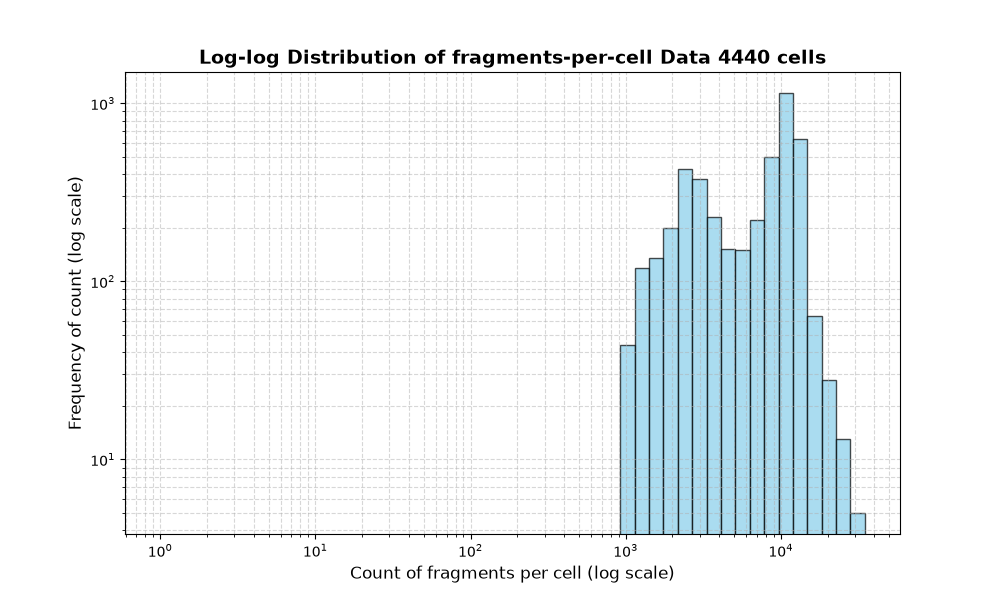 Log-log Distribution of fragments-per-cell Data 4440 cells
Frequency of count (log scale)
10³
10²
10¹
10⁰
10¹
10²
10³
10⁴
Count of fragments per cell (log scale)